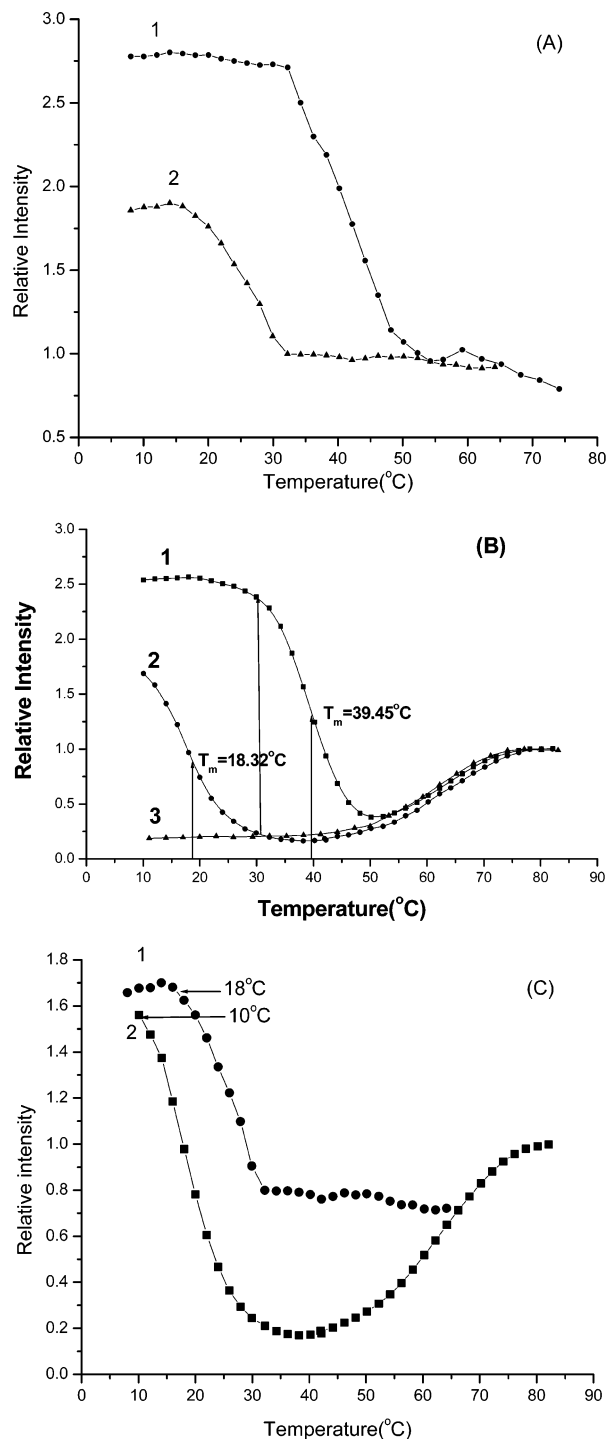 3.0
(A)
1
2.5
2
2.0
1.5
1.0
0.5
Relative Intensity
0 10 20 30 40 50 60 70 80
Temperature(°C)
3.0
(B)
1
2.5
2.0
2
1.5
Tm=39.45°C
Tm=18.32°C
1.0
0.5
3
0.0
Relative Intensity
0 10 20 30 40 50 60 70 80 90
Temperature(°C)
1.8
1
(C)
1.6
18°C
10°C
2
1.4
1.2
1.0
0.8
0.6
0.4
0.2
0.0
Relative intensity
0 10 20 30 40 50 60 70 80 90
Temperature(°C)